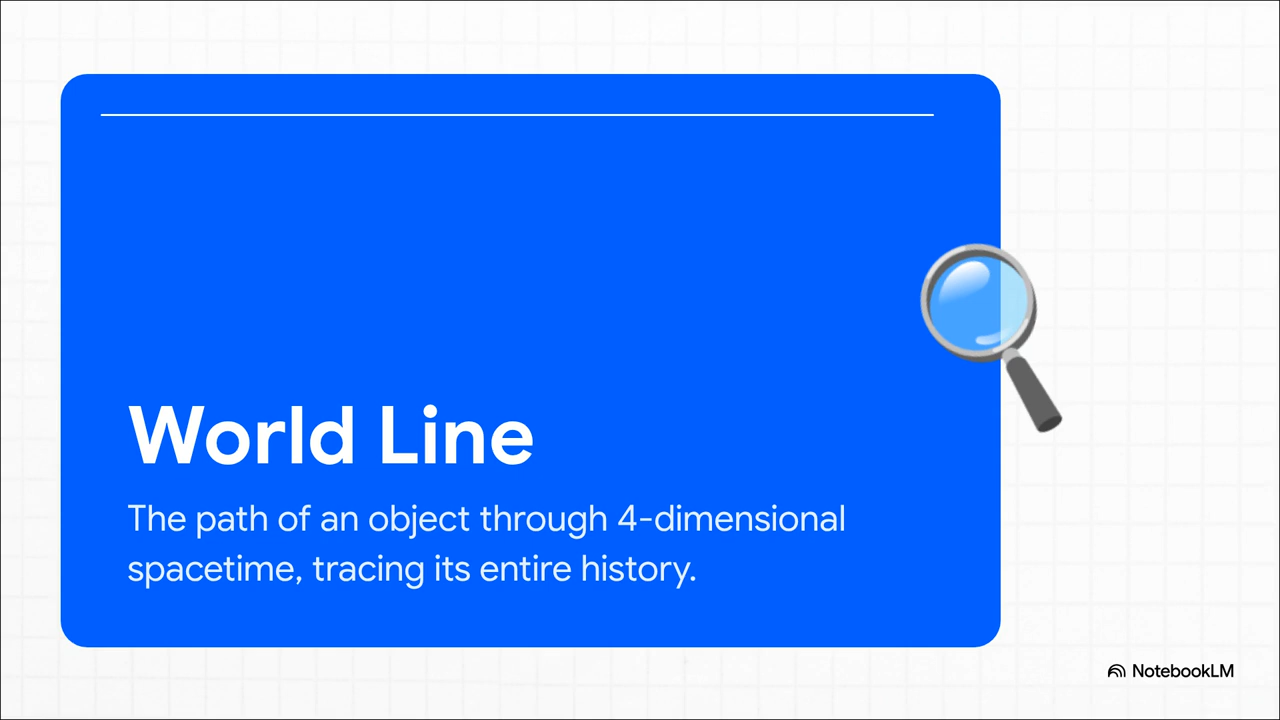 World Line
The path of an object through 4-dimensional
spacetime, tracing its entire history.
NotebookLM